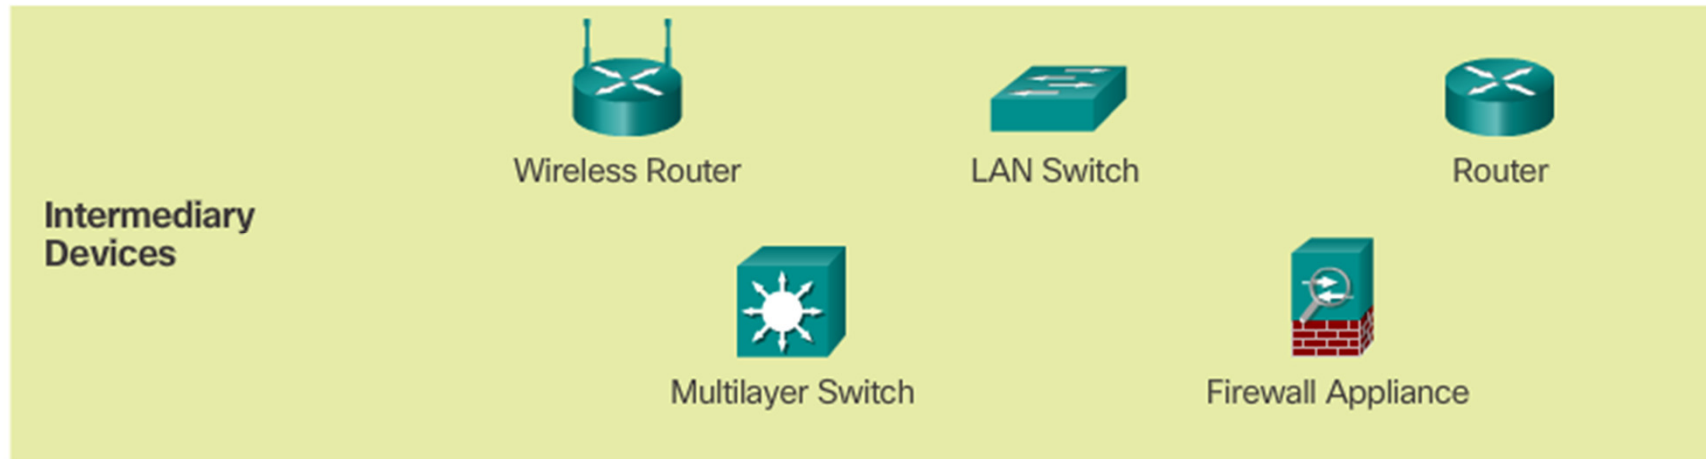 Wireless Router
LAN Switch
Router
Intermediary
Devices
Multilayer Switch
Firewall Appliance